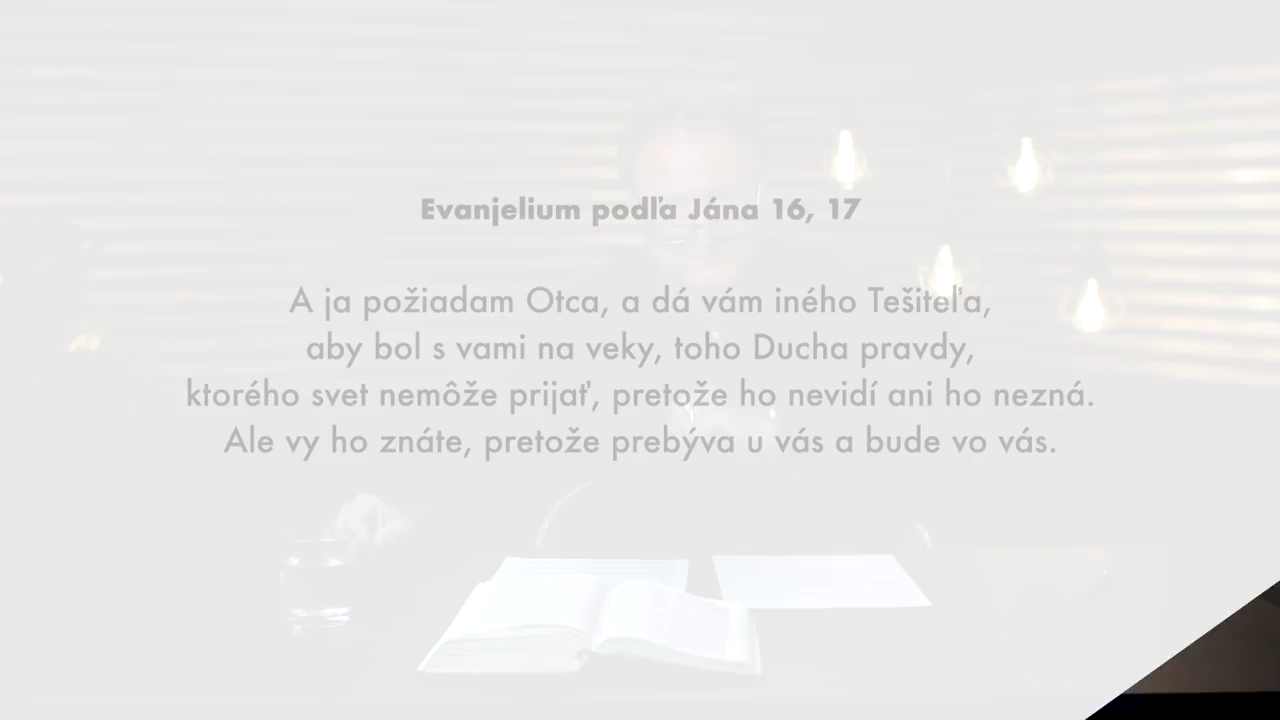 Evanjelium podľa Jána 16, 17
A ja požiadam Otca, a dá vám iného Tešiteľa,
aby bol s vami na veky, toho Ducha pravdy,
ktorého svet nemôže prijať, pretože ho nevidí ani ho nezná.
Ale vy ho znáte, pretože prebýva u vás a bude vo vás.